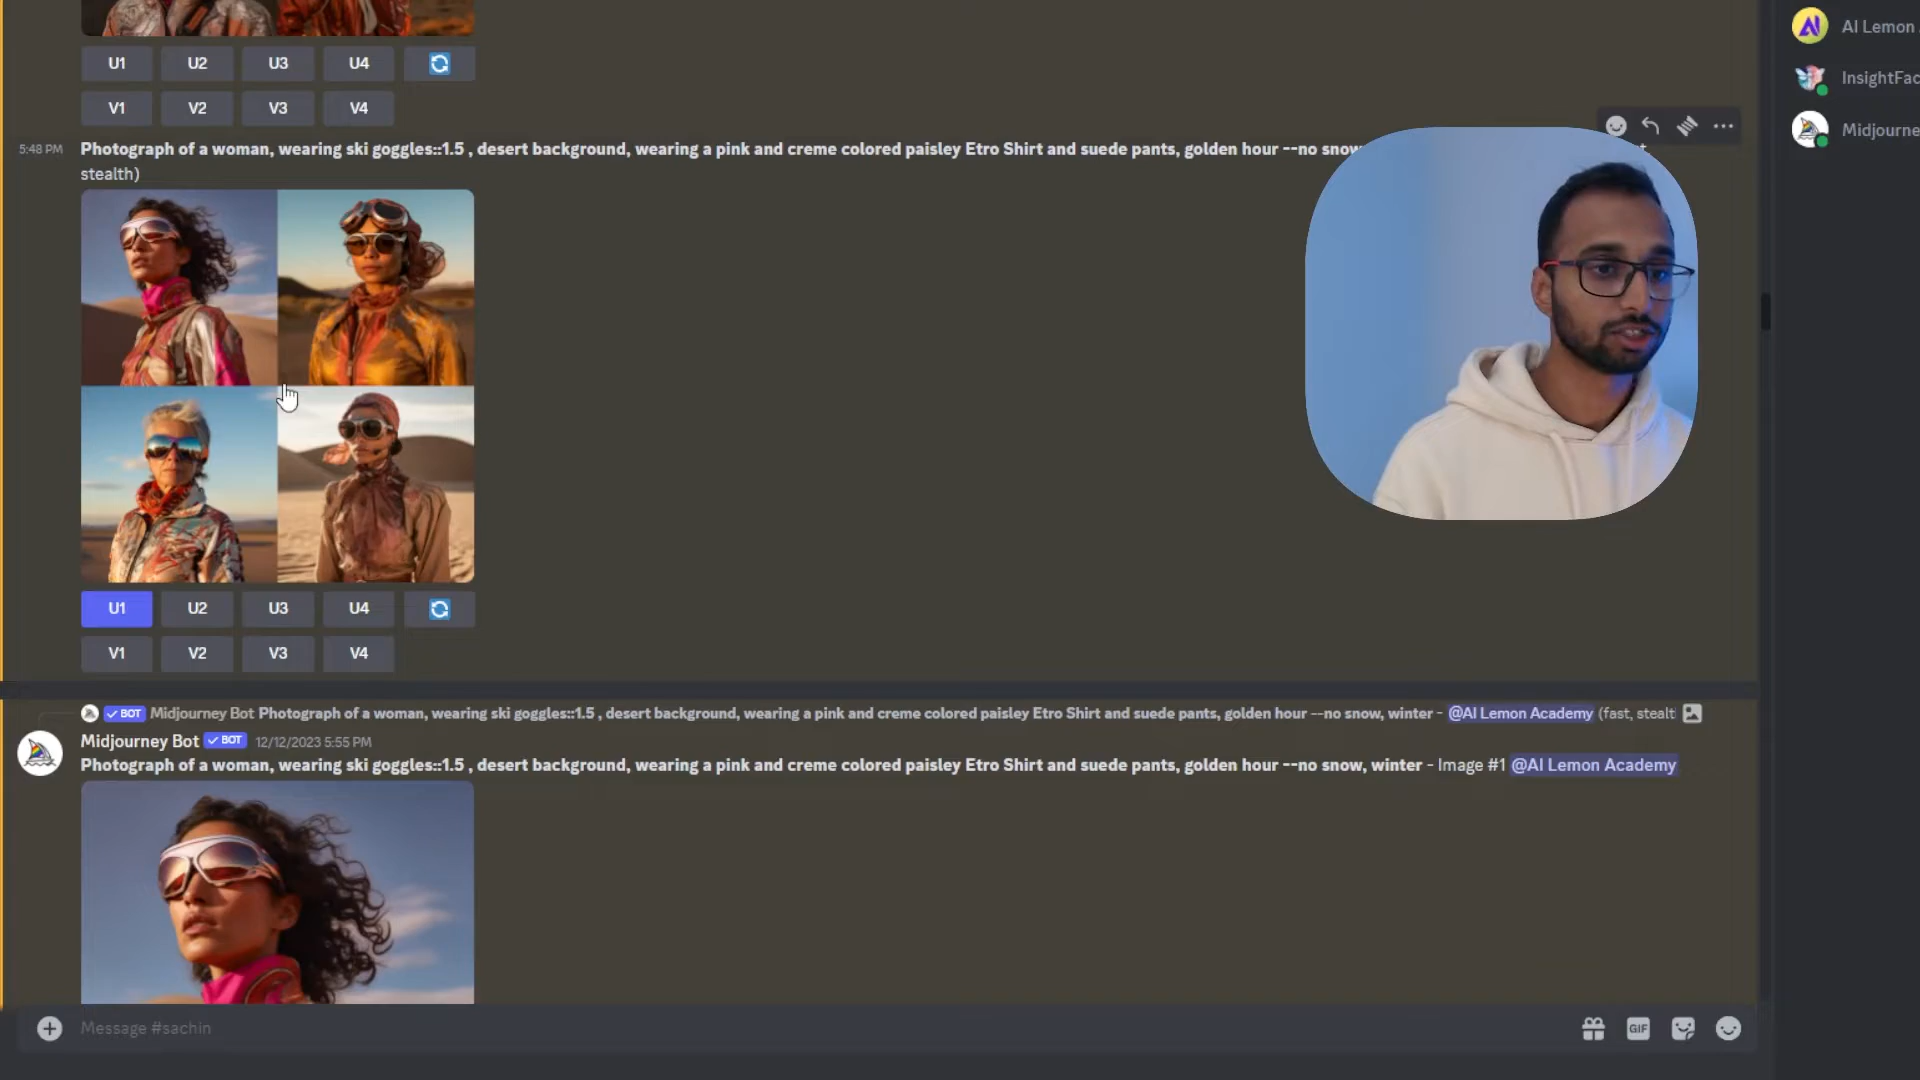 AI Lemon
U1 U2 U3 U4
InsightFac
V1 V2 V3 V4
Midjourne
5:48 PM Photograph of a woman, wearing ski goggles::1.5 , desert background, wearing a pink and creme colored paisley Etro Shirt and suede pants, golden hour --no snow
stealth)
U1 U2 U3 U4
V1 V2 V3 V4
BOT Midjourney Bot Photograph of a woman, wearing ski goggles::1.5 , desert background, wearing a pink and creme colored paisley Etro Shirt and suede pants, golden hour --no snow, winter - @AI Lemon Academy (fast, stealt
Midjourney Bot BOT 12/12/2023 5:55 PM
Photograph of a woman, wearing ski goggles::1.5 , desert background, wearing a pink and creme colored paisley Etro Shirt and suede pants, golden hour --no snow, winter - Image #1 @AI Lemon Academy
Message #sachin
GIF